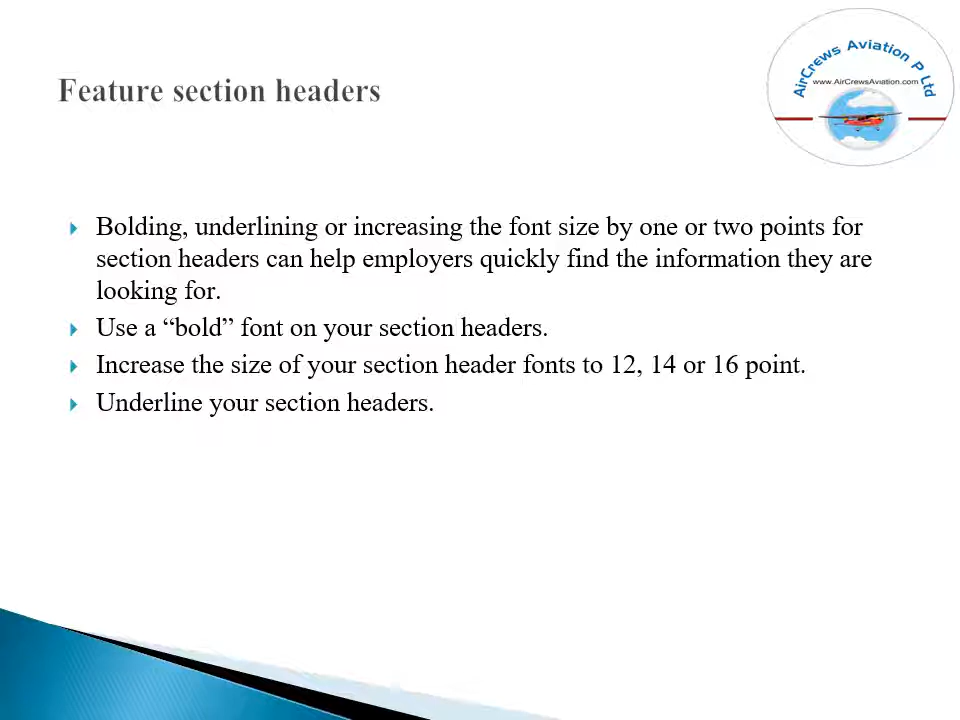 AirCrews Aviation P Ltd
www.AirCrewsAviation.com
Feature section headers
Bolding, underlining or increasing the font size by one or two points for
section headers can help employers quickly find the information they are
looking for.
Use a “bold” font on your section headers.
Increase the size of your section header fonts to 12, 14 or 16 point.
Underline your section headers.